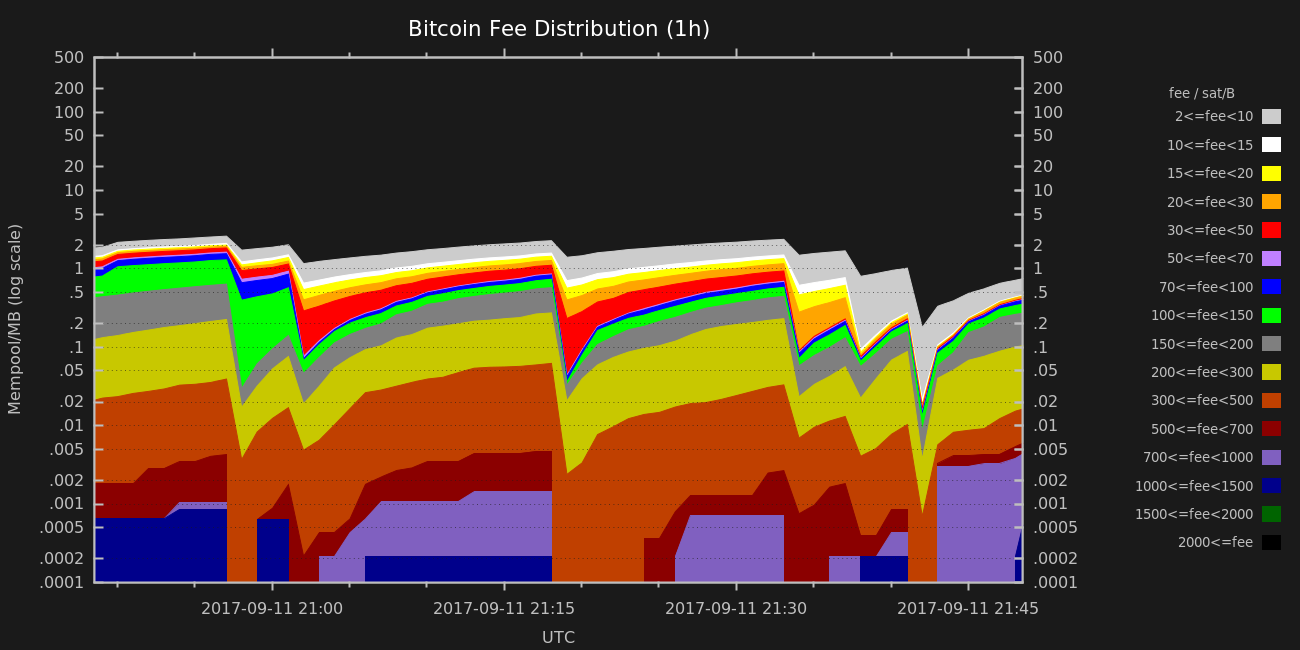 Bitcoin Fee Distribution (1h)
500 500
200 200
100 100
50 50
20 20
10 10
5 5
2 2
1 1
.5 .5
.2 .2
.1 .1
.05 .05
.02 .02
.01 .01
.005 .005
.002 .002
.001 .001
.0005 .0005
.0002 .0002
.0001 .0001
Mempool/MB (log scale)
2017-09-11 21:00 2017-09-11 21:15 2017-09-11 21:30 2017-09-11 21:45
UTC
fee / sat/B
2<=fee<10
10<=fee<15
15<=fee<20
20<=fee<30
30<=fee<50
50<=fee<70
70<=fee<100
100<=fee<150
150<=fee<200
200<=fee<300
300<=fee<500
500<=fee<700
700<=fee<1000
1000<=fee<1500
1500<=fee<2000
2000<=fee